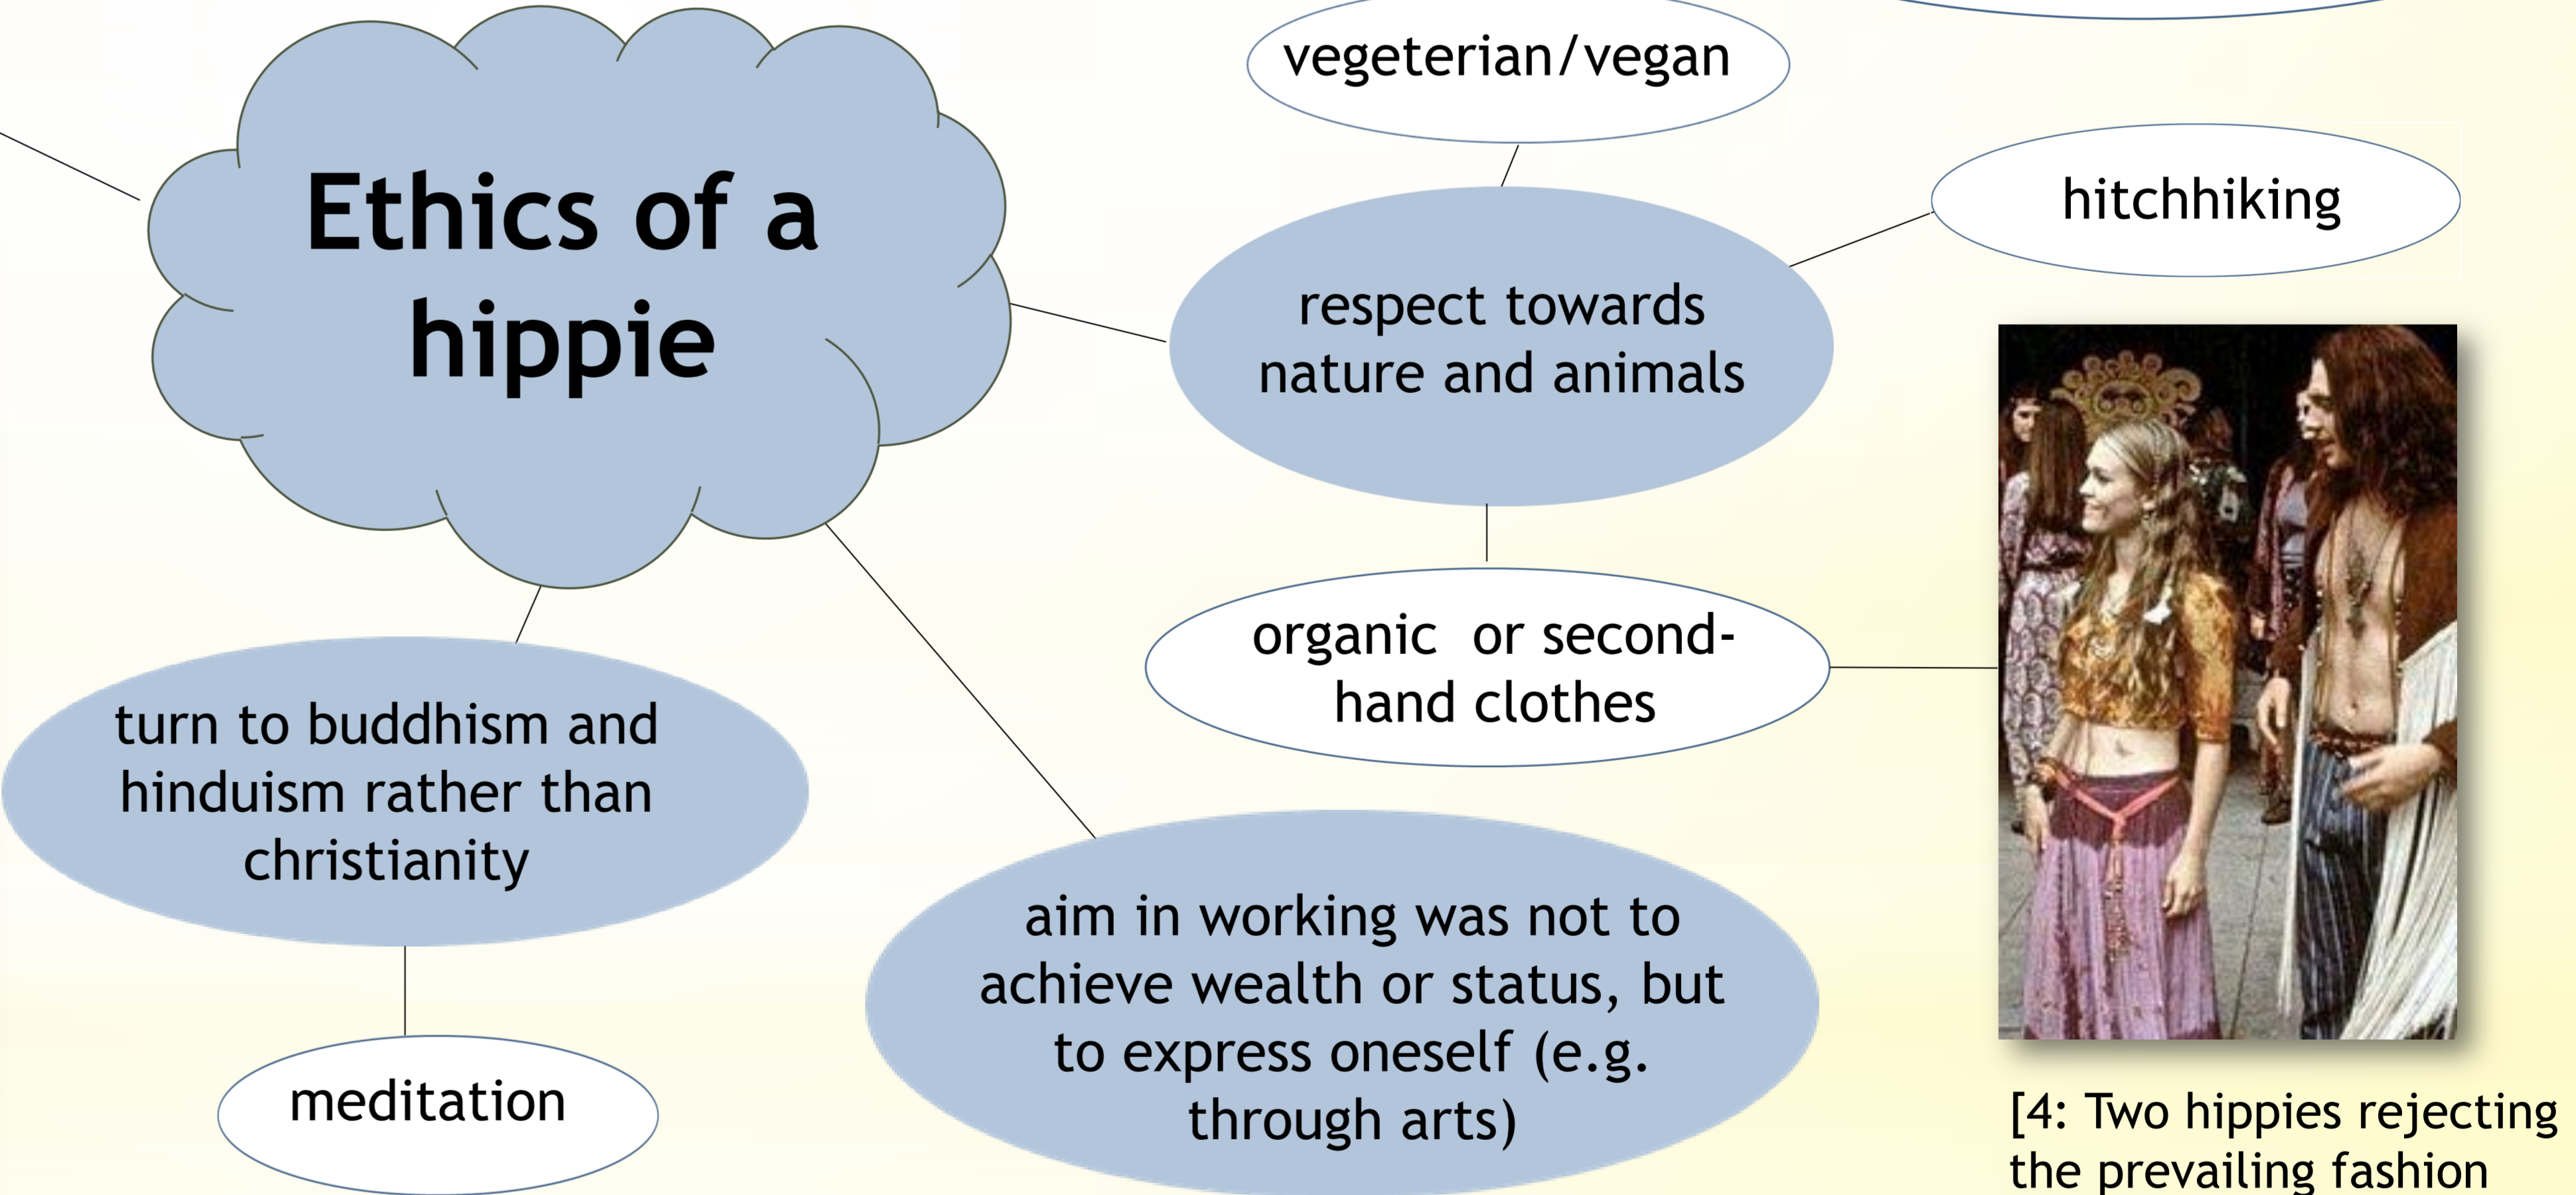 Ethics of a
hippie
vegeterian/vegan
hitchhiking
respect towards
nature and animals
organic  or second-
hand clothes
turn to buddhism and
hinduism rather than
christianity
meditation
aim in working was not to
achieve wealth or status, but
to express oneself (e.g.
through arts)
[4: Two hippies rejecting
the prevailing fashion